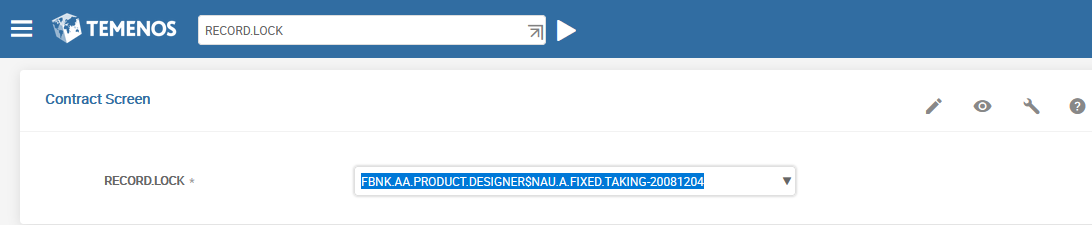 TEMENOS
RECORD.LOCK
Contract Screen
RECORD.LOCK *
FBNK.AA.PRODUCT.DESIGNER$NAU.A.FIXED.TAKING-20081204